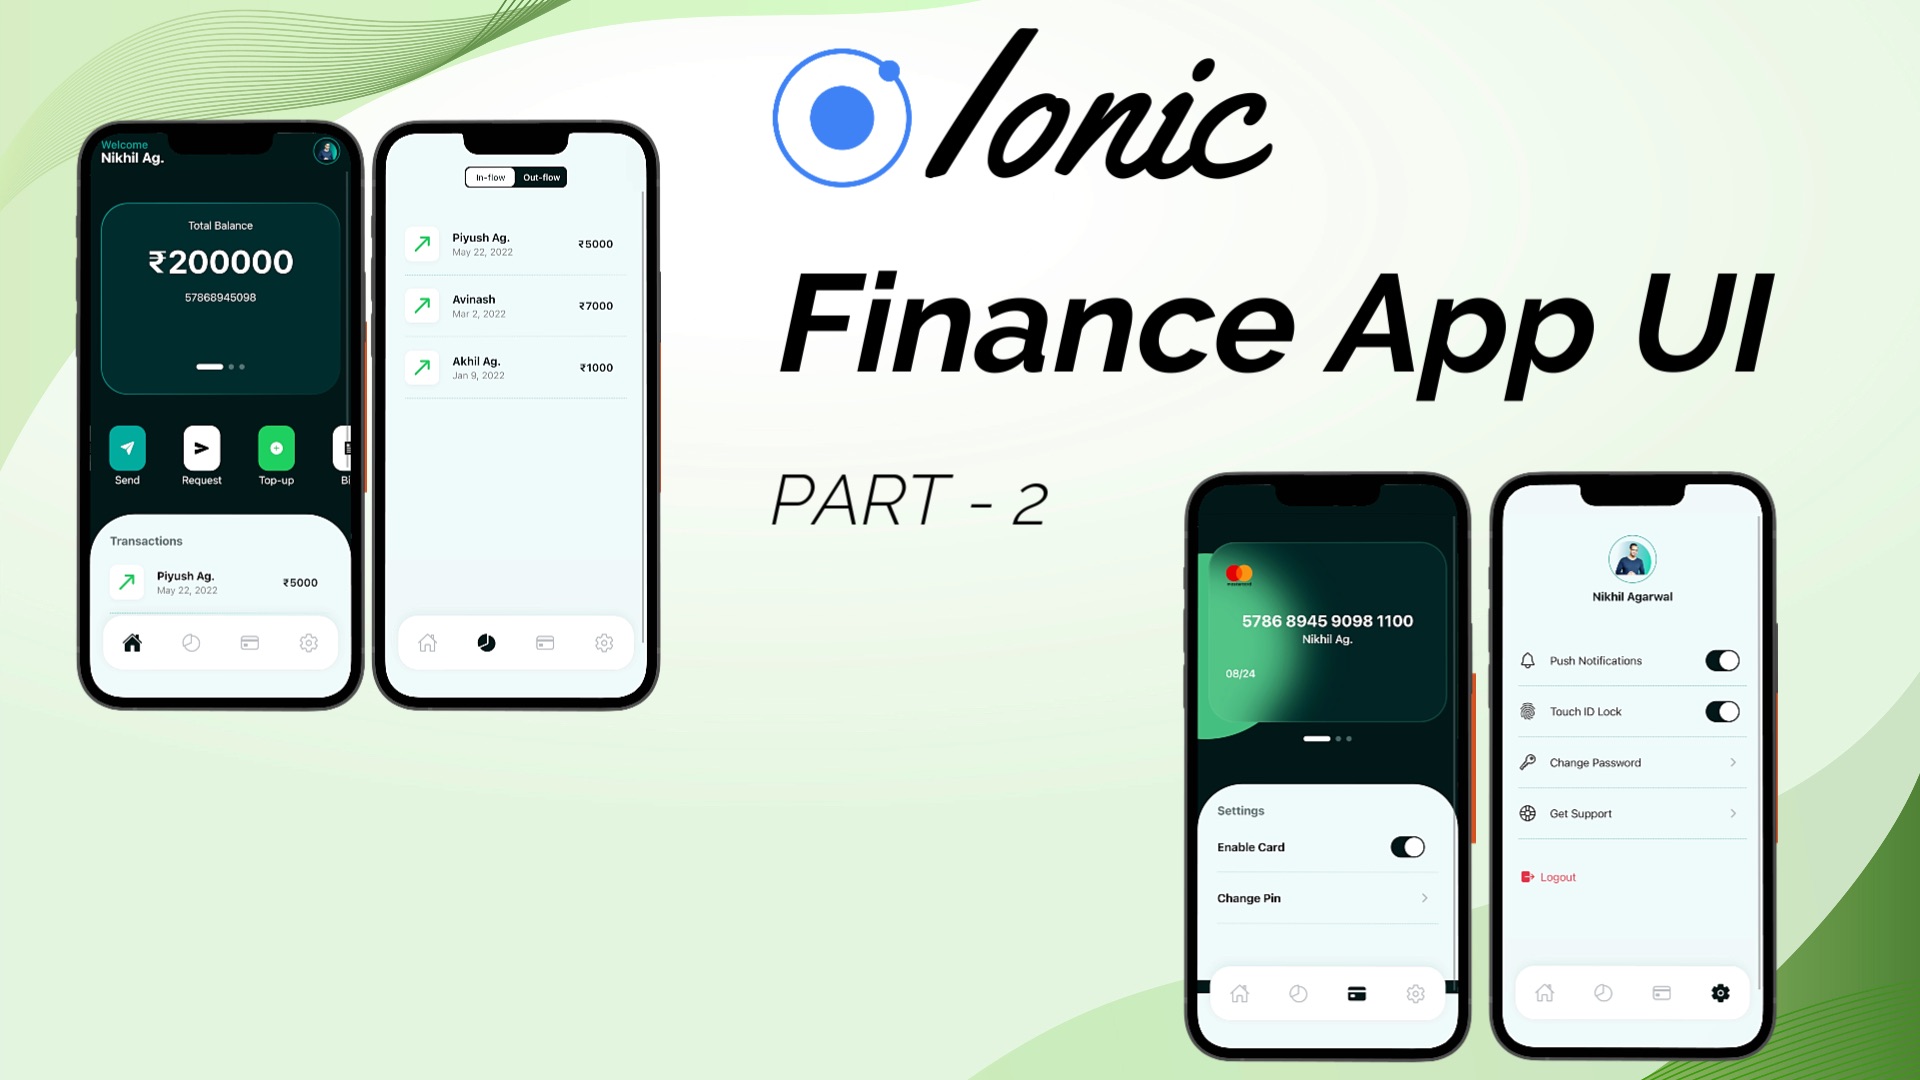 Ionic
Finance App UI
PART - 2
Welcome
Nikhil Ag.
Total Balance
₹200000
57868945098
Send
Request
Top-up
Bi
Transactions
Piyush Ag.
May 22, 2022
₹5000
In-flow
Out-flow
Piyush Ag.
May 22, 2022
₹5000
Avinash
Mar 2, 2022
₹7000
Akhil Ag.
Jan 9, 2022
₹1000
5786 8945 9098 1100
Nikhil Ag.
08/24
Settings
Enable Card
Change Pin
Nikhil Agarwal
Push Notifications
Touch ID Lock
Change Password
Get Support
Logout